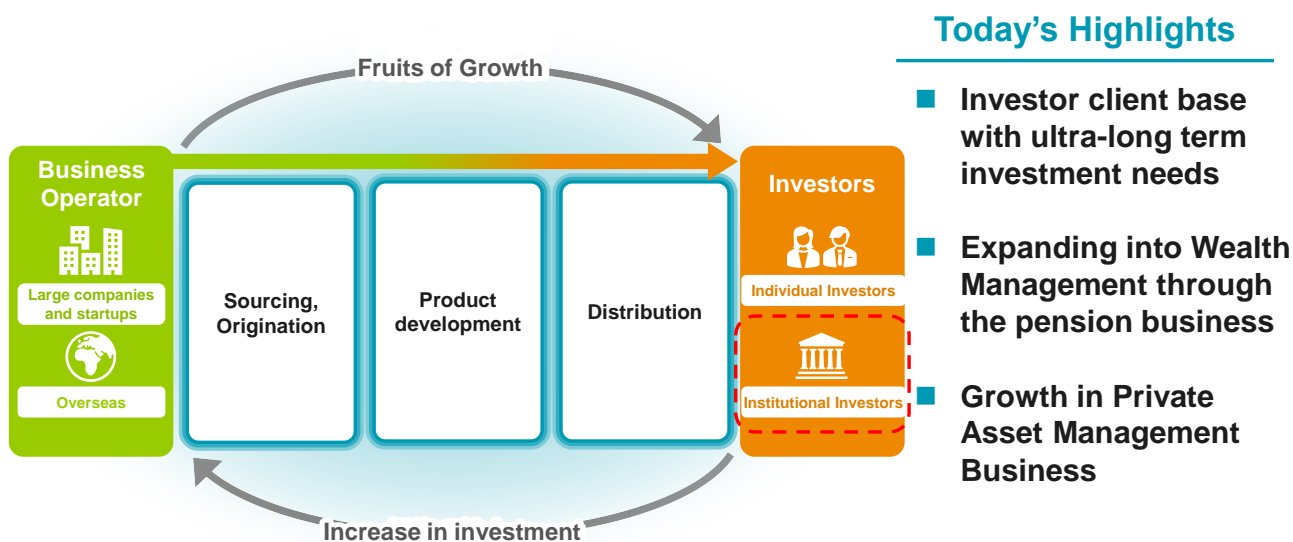 Fruits of Growth
Business
Operator
Large companies
and startups
Overseas
Sourcing,
Origination
Product
development
Distribution
Investors
Individual Investors
Institutional Investors
Increase in investment
Today’s Highlights
Investor client base
with ultra-long term
investment needs
Expanding into Wealth
Management through
the pension business
Growth in Private
Asset Management
Business